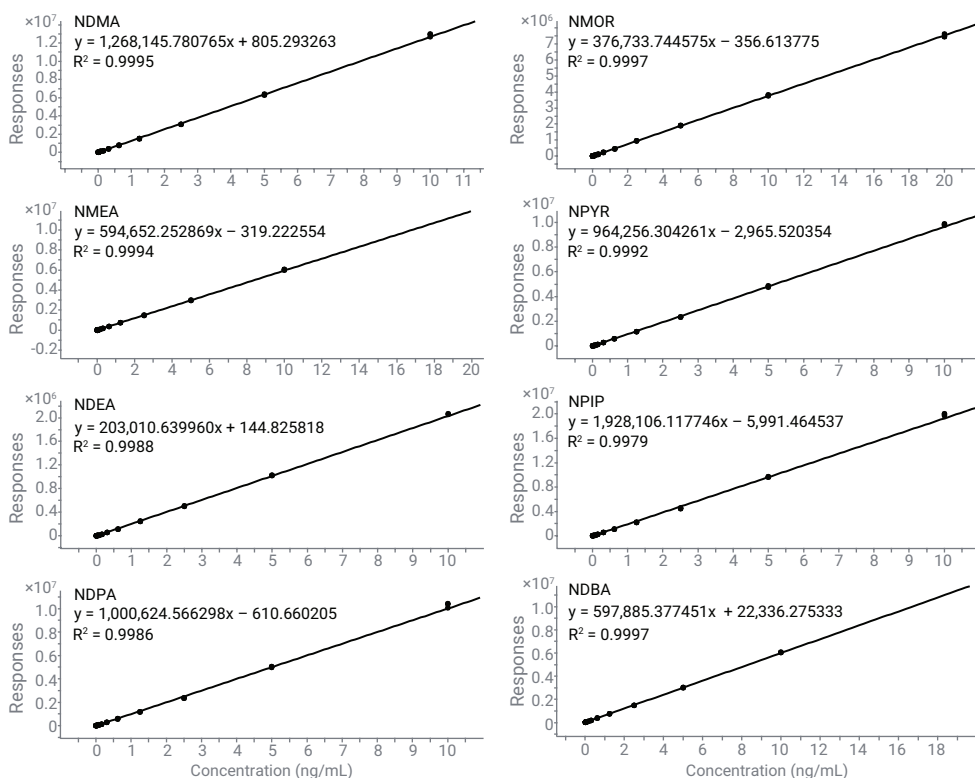 ×10⁷
NDMA
y = 1,268,145.780765x + 805.293263
R² = 0.9995
Responses
1.2
1.0
0.8
0.6
0.4
0.2
0
0 1 2 3 4 5 6 7 8 9 10 11
×10⁶
NMOR
y = 376,733.744575x − 356.613775
R² = 0.9997
Responses
7
6
5
4
3
2
1
0
0 2 4 6 8 10 12 14 16 18 20
×10⁷
NMEA
y = 594,652.252869x − 319.222554
R² = 0.9994
Responses
1.0
0.8
0.6
0.4
0.2
0
-0.2
0 2 4 6 8 10 12 14 16 18 20
×10⁷
NPYR
y = 964,256.304261x − 2,965.520354
R² = 0.9992
Responses
1.0
0.8
0.6
0.4
0.2
0
0 1 2 3 4 5 6 7 8 9 10
×10⁶
NDEA
y = 203,010.639960x + 144.825818
R² = 0.9988
Responses
2.0
1.6
1.2
0.8
0.4
0
0 1 2 3 4 5 6 7 8 9 10
×10⁷
NPIP
y = 1,928,106.117746x − 5,991.464537
R² = 0.9979
Responses
2.0
1.6
1.2
0.8
0.4
0
0 1 2 3 4 5 6 7 8 9 10
×10⁷
NDPA
y = 1,000,624.566298x − 610.660205
R² = 0.9986
Responses
1.0
0.8
0.6
0.4
0.2
0
0 1 2 3 4 5 6 7 8 9 10
Concentration (ng/mL)
×10⁷
NDBA
y = 597,885.377451x + 22,336.275333
R² = 0.9997
Responses
1.0
0.8
0.6
0.4
0.2
0
0 2 4 6 8 10 12 14 16 18
Concentration (ng/mL)